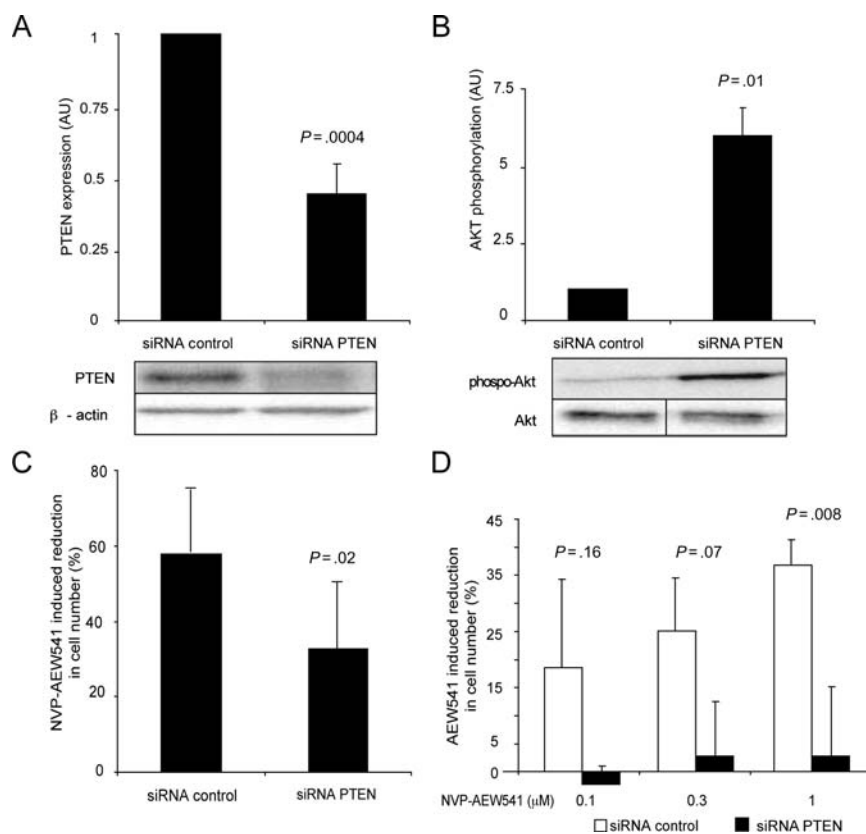 A
PTEN expression (AU)
1
0.75
0.5
0.25
0
P=.0004
siRNA control
siRNA PTEN
PTEN
β - actin
B
AKT phosphorylation (AU)
7.5
5
2.5
0
P=.01
siRNA control
siRNA PTEN
phospo-Akt
Akt
C
NVP-AEW541 induced reduction
in cell number (%)
80
60
40
20
0
P=.02
siRNA control
siRNA PTEN
D
AEW541 induced reduction
in cell number (%)
45
35
25
15
5
0
P=.16
P=.07
P=.008
NVP-AEW541 (μM) 0.1 0.3 1
siRNA control siRNA PTEN